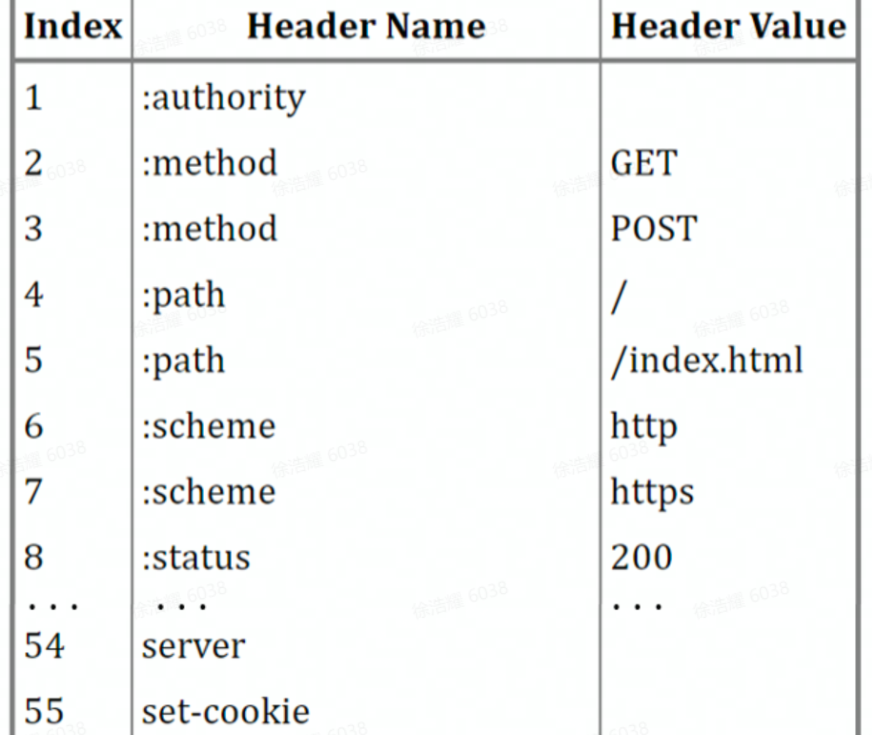 Index Header Name Header Value
1 :authority
2 :method GET
3 :method POST
4 :path /
5 :path /index.html
6 :scheme http
7 :scheme https
8 :status 200
... ... ...
54 server
55 set-cookie
徐浩耀 6038